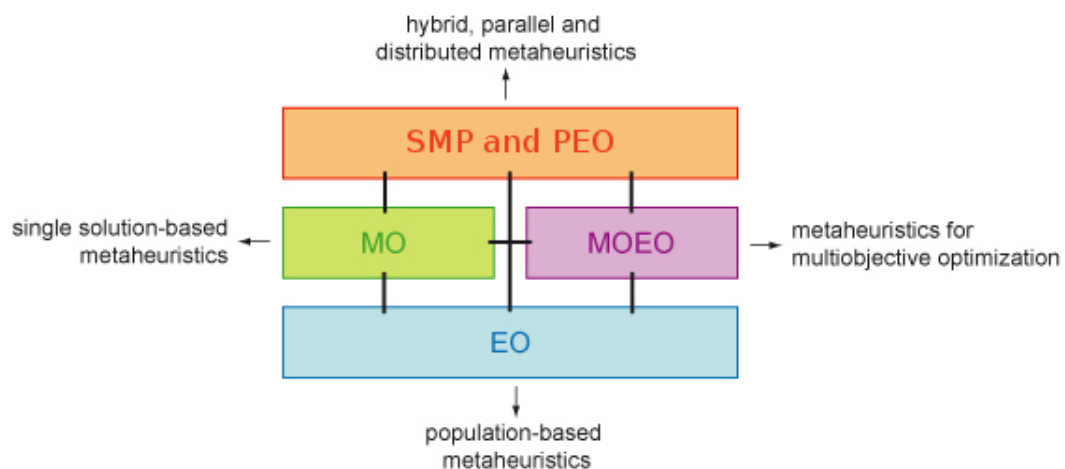 hybrid, parallel and
distributed metaheuristics
SMP and PEO
single solution-based
metaheuristics
MO
MOEO
metaheuristics for
multiobjective optimization
EO
population-based
metaheuristics